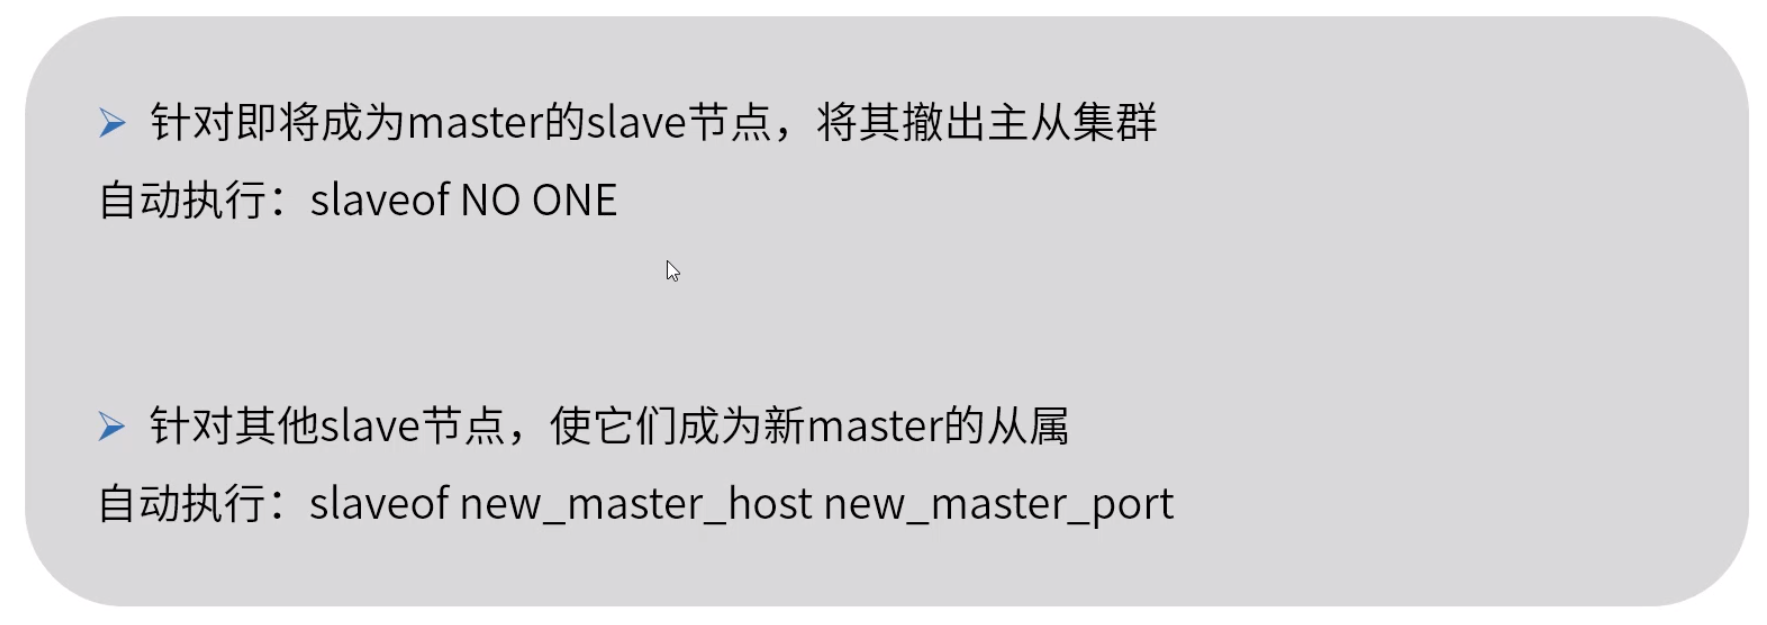 针对即将成为master的slave节点，将其撤出主从集群
自动执行：slaveof NO ONE
针对其他slave节点，使它们成为新master的从属
自动执行：slaveof new_master_host new_master_port